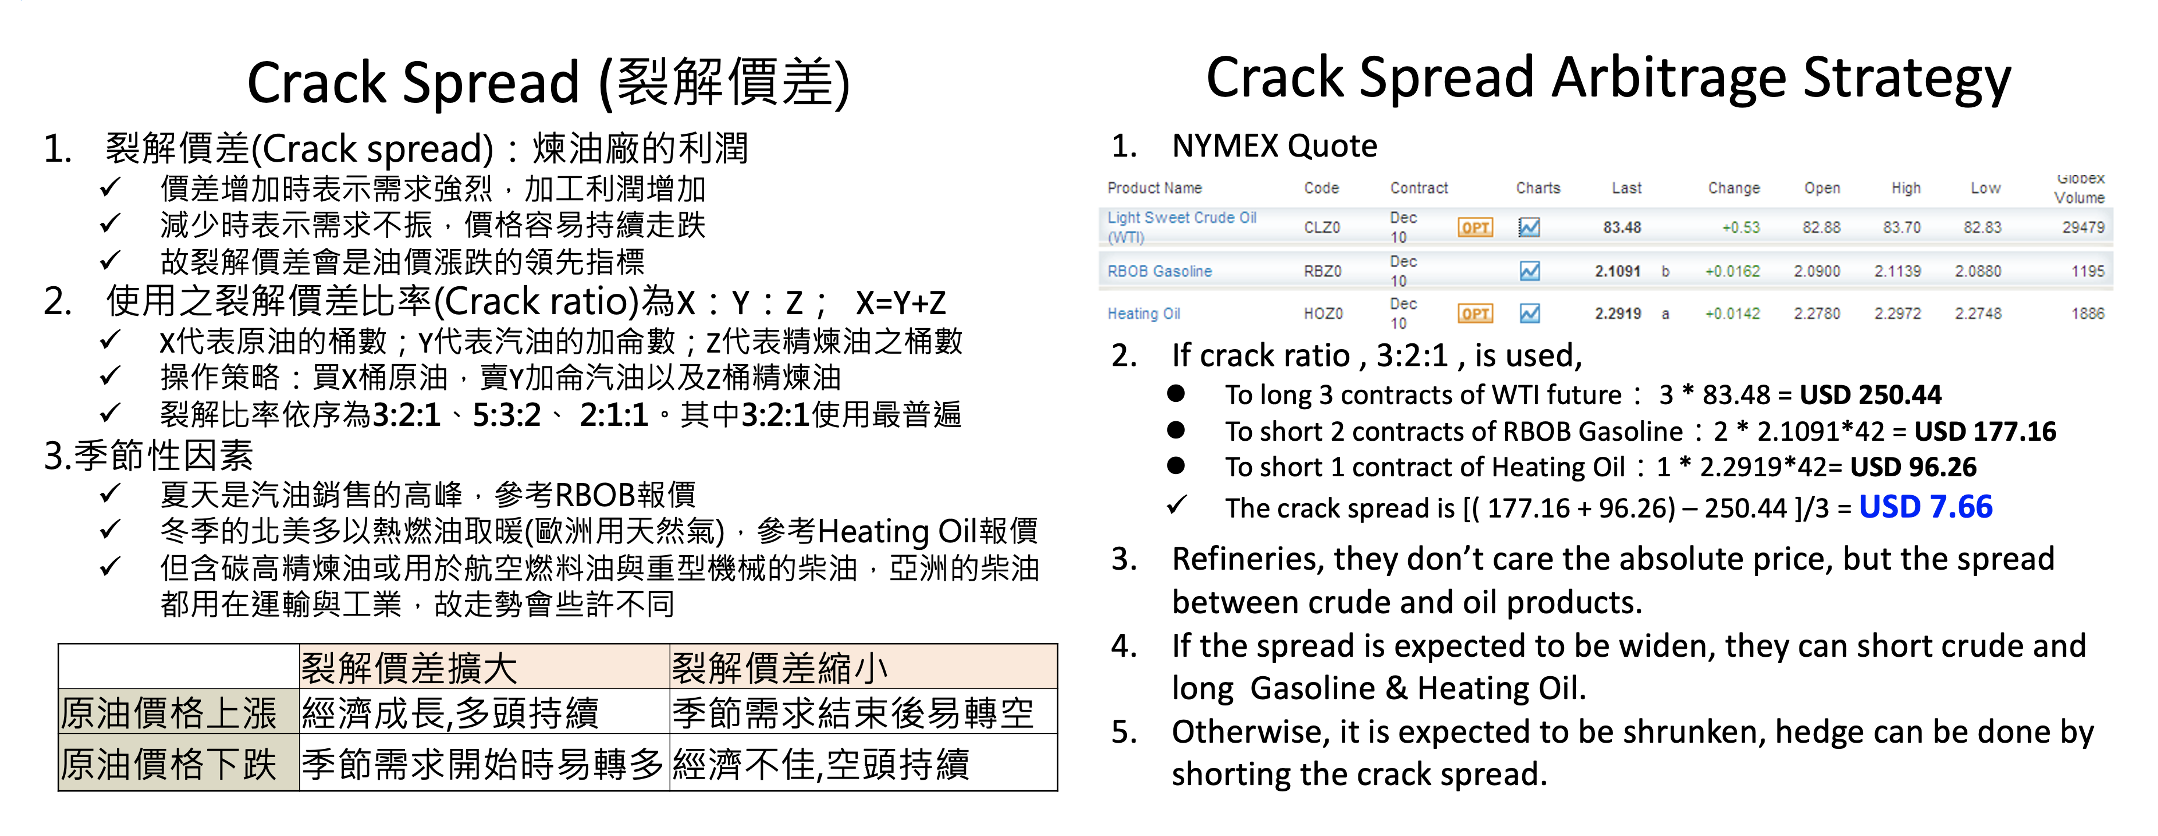 Crack Spread (裂解價差)
1. 裂解價差(Crack spread)：煉油廠的利潤
✓ 價差增加時表示需求強烈，加工利潤增加
✓ 減少時表示需求不振，價格容易持續走跌
✓ 故裂解價差會是油價漲跌的領先指標
2. 使用之裂解價差比率(Crack ratio)為X：Y：Z； X=Y+Z
✓ X代表原油的桶數；Y代表汽油的加侖數；Z代表精煉油之桶數
✓ 操作策略：買X桶原油，賣Y加侖汽油以及Z桶精煉油
✓ 裂解比率依序為3:2:1、5:3:2、 2:1:1。其中3:2:1使用最普遍
3.季節性因素
✓ 夏天是汽油銷售的高峰，參考RBOB報價
✓ 冬季的北美多以熱燃油取暖(歐洲用天然氣)，參考Heating Oil報價
✓ 但含碳高精煉油或用於航空燃料油與重型機械的柴油，亞洲的柴油
都用在運輸與工業，故走勢會些許不同
裂解價差擴大 裂解價差縮小
原油價格上漲 經濟成長,多頭持續 季節需求結束後易轉空
原油價格下跌 季節需求開始時易轉多 經濟不佳,空頭持續
Crack Spread Arbitrage Strategy
1. NYMEX Quote
Product Name Code Contract Charts Last Change Open High Low Globex Volume
Light Sweet Crude Oil (WTI) CLZ0 Dec 10 OPT 83.48 +0.53 82.88 83.70 82.83 29479
RBOB Gasoline RBZ0 Dec 10 2.1091 b +0.0162 2.0900 2.1139 2.0880 1195
Heating Oil HOZ0 Dec 10 OPT 2.2919 a +0.0142 2.2780 2.2972 2.2748 1886
2. If crack ratio , 3:2:1 , is used,
● To long 3 contracts of WTI future： 3 * 83.48 = USD 250.44
● To short 2 contracts of RBOB Gasoline：2 * 2.1091*42 = USD 177.16
● To short 1 contract of Heating Oil：1 * 2.2919*42= USD 96.26
✓ The crack spread is [( 177.16 + 96.26) – 250.44 ]/3 = USD 7.66
3. Refineries, they don’t care the absolute price, but the spread
between crude and oil products.
4. If the spread is expected to be widen, they can short crude and
long Gasoline & Heating Oil.
5. Otherwise, it is expected to be shrunken, hedge can be done by
shorting the crack spread.